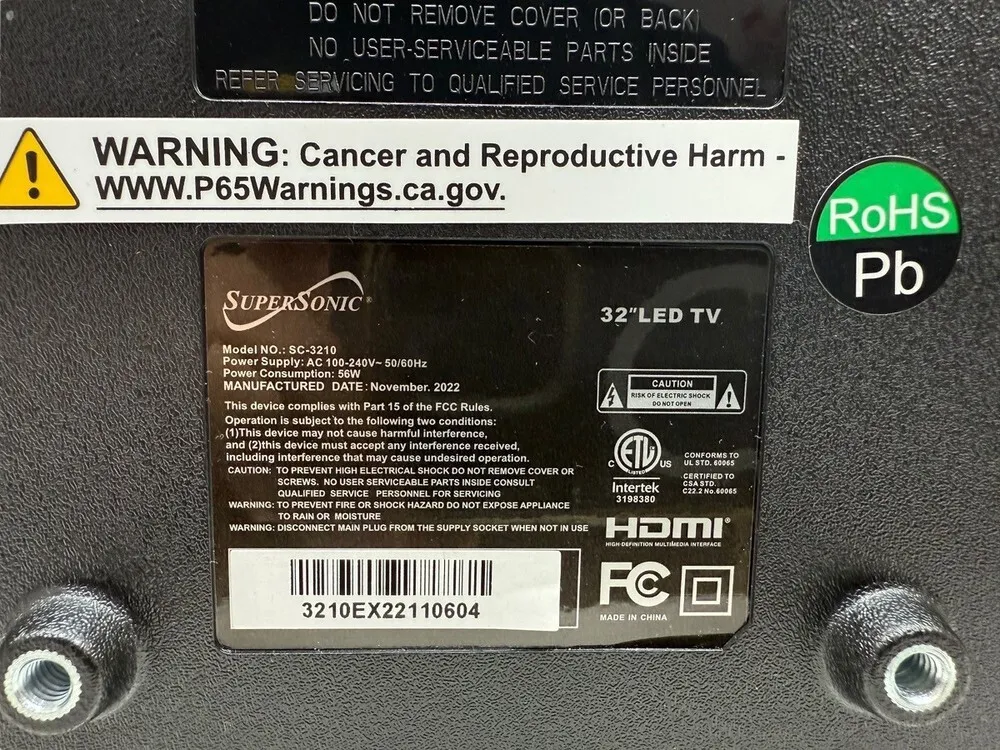 DO NOT REMOVE COVER (OR BACK)
NO USER-SERVICEABLE PARTS INSIDE
REFER SERVICING TO QUALIFIED SERVICE PERSONNEL
WARNING: Cancer and Reproductive Harm -
WWW.P65Warnings.ca.gov.
RoHS
Pb
SUPERSONIC®
32"LED TV
Model NO.: SC-3210
Power Supply: AC 100-240V~ 50/60Hz
Power Consumption: 56W
MANUFACTURED DATE: November. 2022
This device complies with Part 15 of the FCC Rules.
Operation is subject to the following two conditions:
(1)This device may not cause harmful interference,
and (2)this device must accept any interference received,
including interference that may cause undesired operation.
CAUTION: TO PREVENT HIGH ELECTRICAL SHOCK DO NOT REMOVE COVER OR
SCREWS. NO USER SERVICEABLE PARTS INSIDE CONSULT
QUALIFIED SERVICE PERSONNEL FOR SERVICING
WARNING: TO PREVENT FIRE OR SHOCK HAZARD DO NOT EXPOSE APPLIANCE
TO RAIN OR MOISTURE
WARNING: DISCONNECT MAIN PLUG FROM THE SUPPLY SOCKET WHEN NOT IN USE
3210EX22110604
CAUTION
RISK OF ELECTRIC SHOCK
DO NOT OPEN
C ETL US
LISTED
Intertek
3198380
CONFORMS TO
UL STD. 60065
CERTIFIED TO
CSA STD.
C22.2 No.60065
HDMI®
HIGH-DEFINITION MULTIMEDIA INTERFACE
FC
MADE IN CHINA